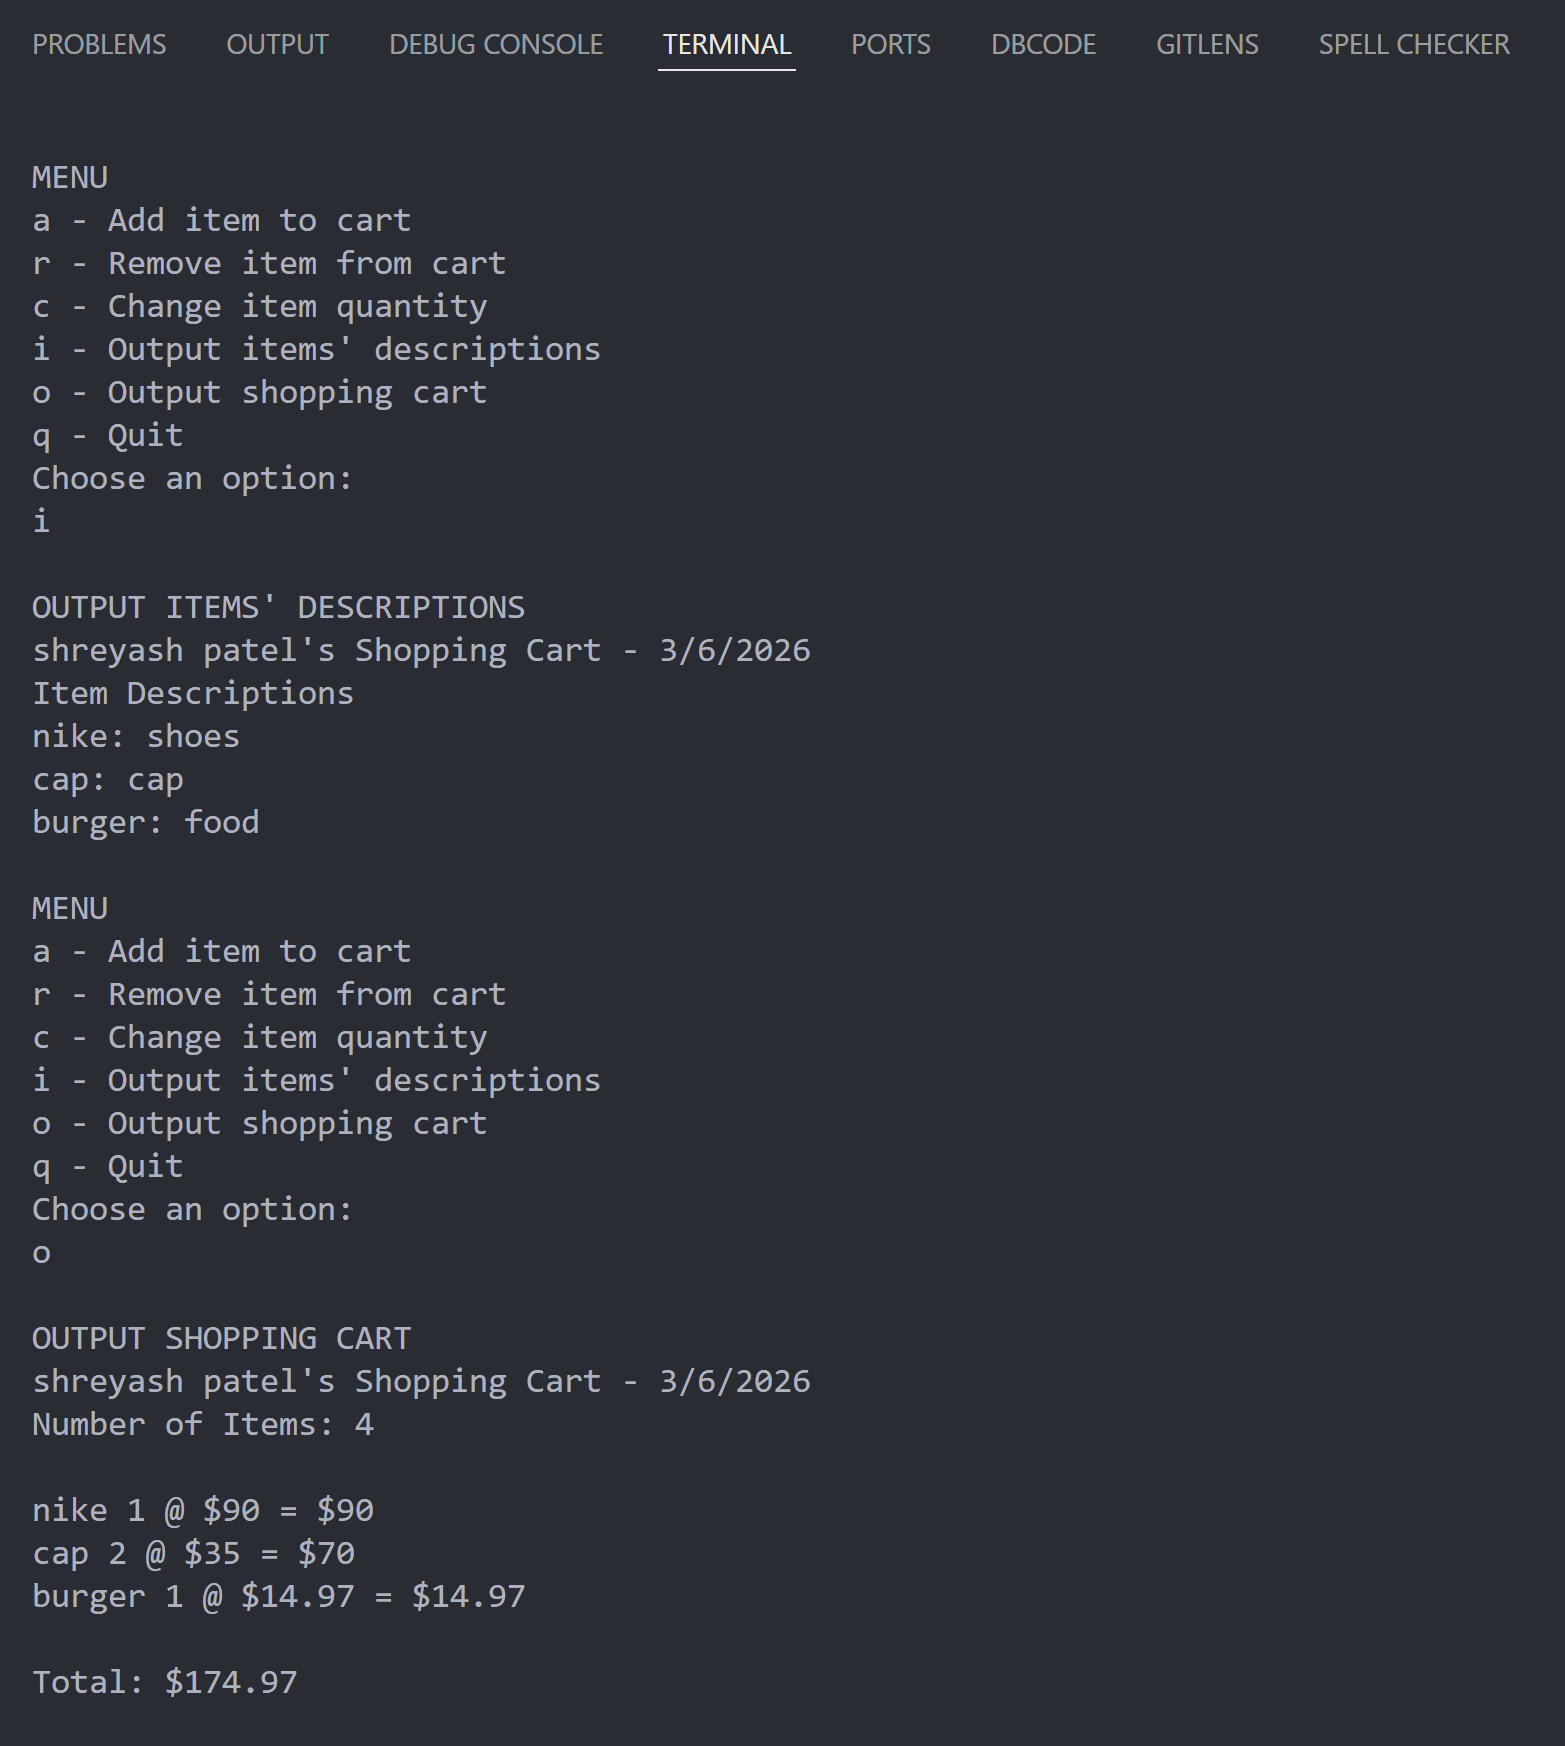 PROBLEMS OUTPUT DEBUG CONSOLE TERMINAL PORTS DBCODE GITLENS SPELL CHECKER
MENU
a - Add item to cart
r - Remove item from cart
c - Change item quantity
i - Output items' descriptions
o - Output shopping cart
q - Quit
Choose an option:
i
OUTPUT ITEMS' DESCRIPTIONS
shreyash patel's Shopping Cart - 3/6/2026
Item Descriptions
nike: shoes
cap: cap
burger: food
MENU
a - Add item to cart
r - Remove item from cart
c - Change item quantity
i - Output items' descriptions
o - Output shopping cart
q - Quit
Choose an option:
o
OUTPUT SHOPPING CART
shreyash patel's Shopping Cart - 3/6/2026
Number of Items: 4
nike 1 @ $90 = $90
cap 2 @ $35 = $70
burger 1 @ $14.97 = $14.97
Total: $174.97